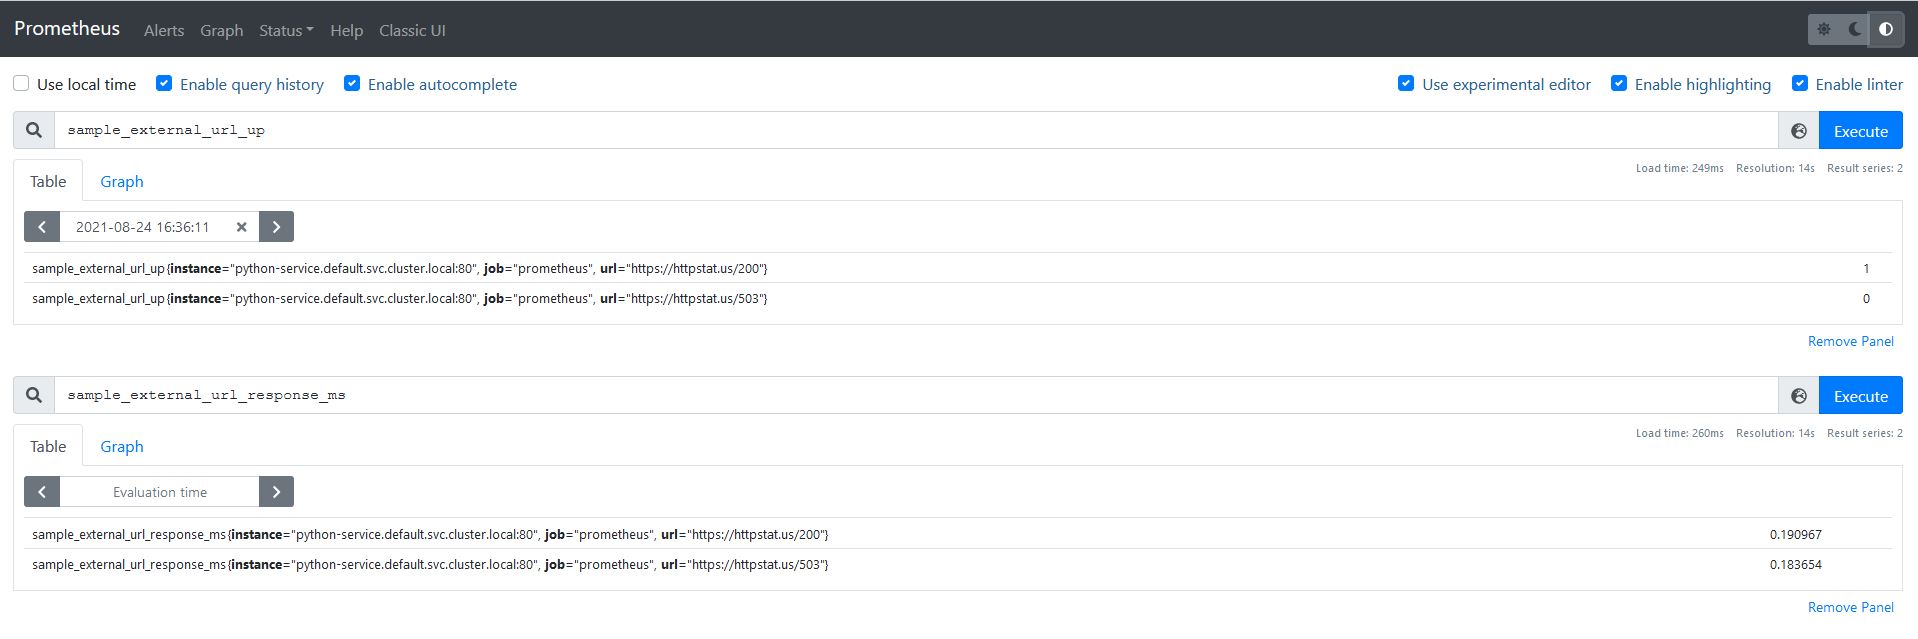 Prometheus Alerts Graph Status Help Classic UI
Use local time Enable query history Enable autocomplete Use experimental editor Enable highlighting Enable linter
sample_external_url_up Execute
Table Graph Load time: 249ms Resolution: 14s Result series: 2
2021-08-24 16:36:11
sample_external_url_up{instance="python-service.default.svc.cluster.local:80", job="prometheus", url="https://httpstat.us/200"} 1
sample_external_url_up{instance="python-service.default.svc.cluster.local:80", job="prometheus", url="https://httpstat.us/503"} 0
Remove Panel
sample_external_url_response_ms Execute
Table Graph Load time: 260ms Resolution: 14s Result series: 2
Evaluation time
sample_external_url_response_ms{instance="python-service.default.svc.cluster.local:80", job="prometheus", url="https://httpstat.us/200"} 0.190967
sample_external_url_response_ms{instance="python-service.default.svc.cluster.local:80", job="prometheus", url="https://httpstat.us/503"} 0.183654
Remove Panel